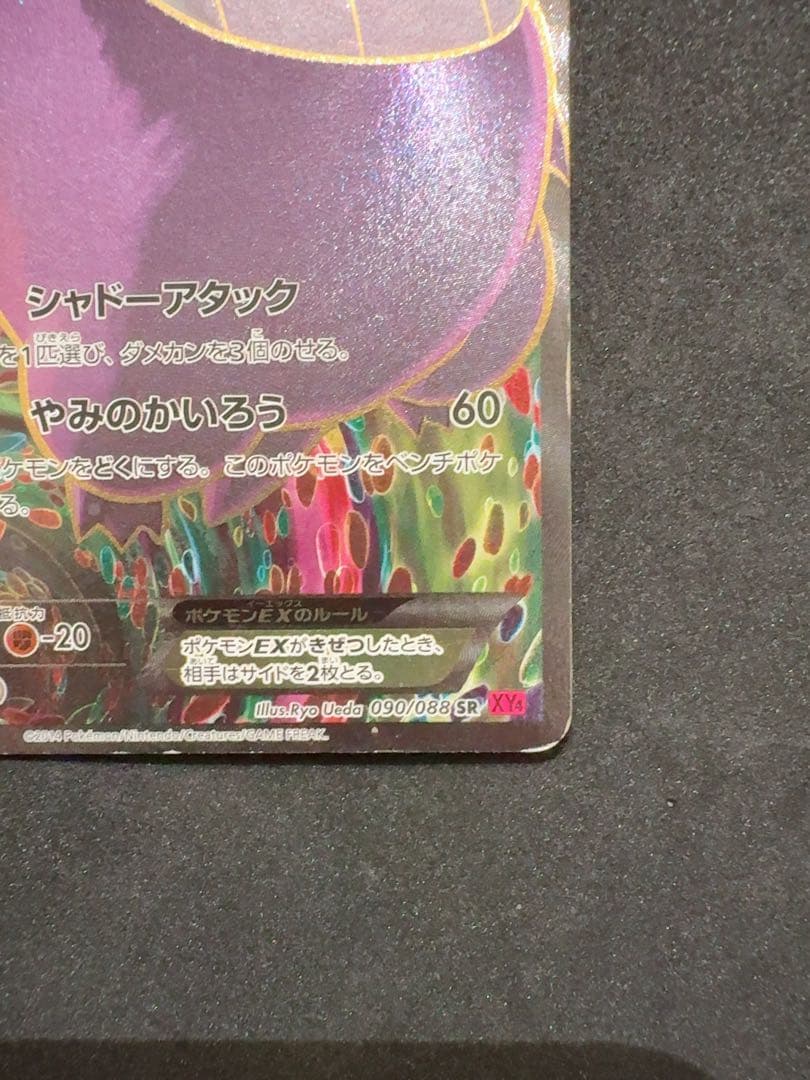 シャドーアタック
を1匹選び、ダメカンを3個のせる。
やみのかいろう 60
ケモンをどくにする。このポケモンをベンチポケ
る。
抵抗力
-20
ポケモンEXのルール
ポケモンEXがきぜつしたとき、
相手はサイドを2枚とる。
Illus.Ryo Ueda 090/088 SR XY4
©2014 Pokémon/Nintendo/Creatures/GAME FREAK.